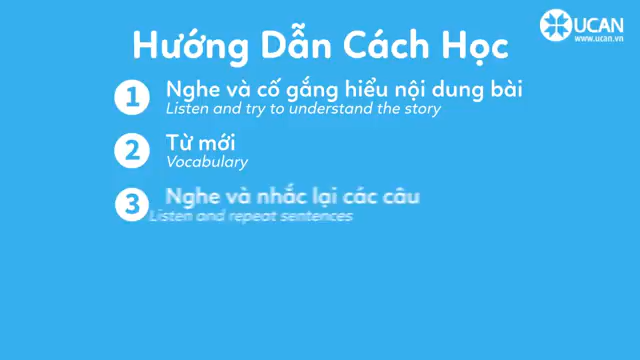 UCAN
www.ucan.vn
Hướng Dẫn Cách Học
1 Nghe và cố gắng hiểu nội dung bài
Listen and try to understand the story
2 Từ mới
Vocabulary
3 Nghe và nhắc lại các câu
Listen and repeat sentences